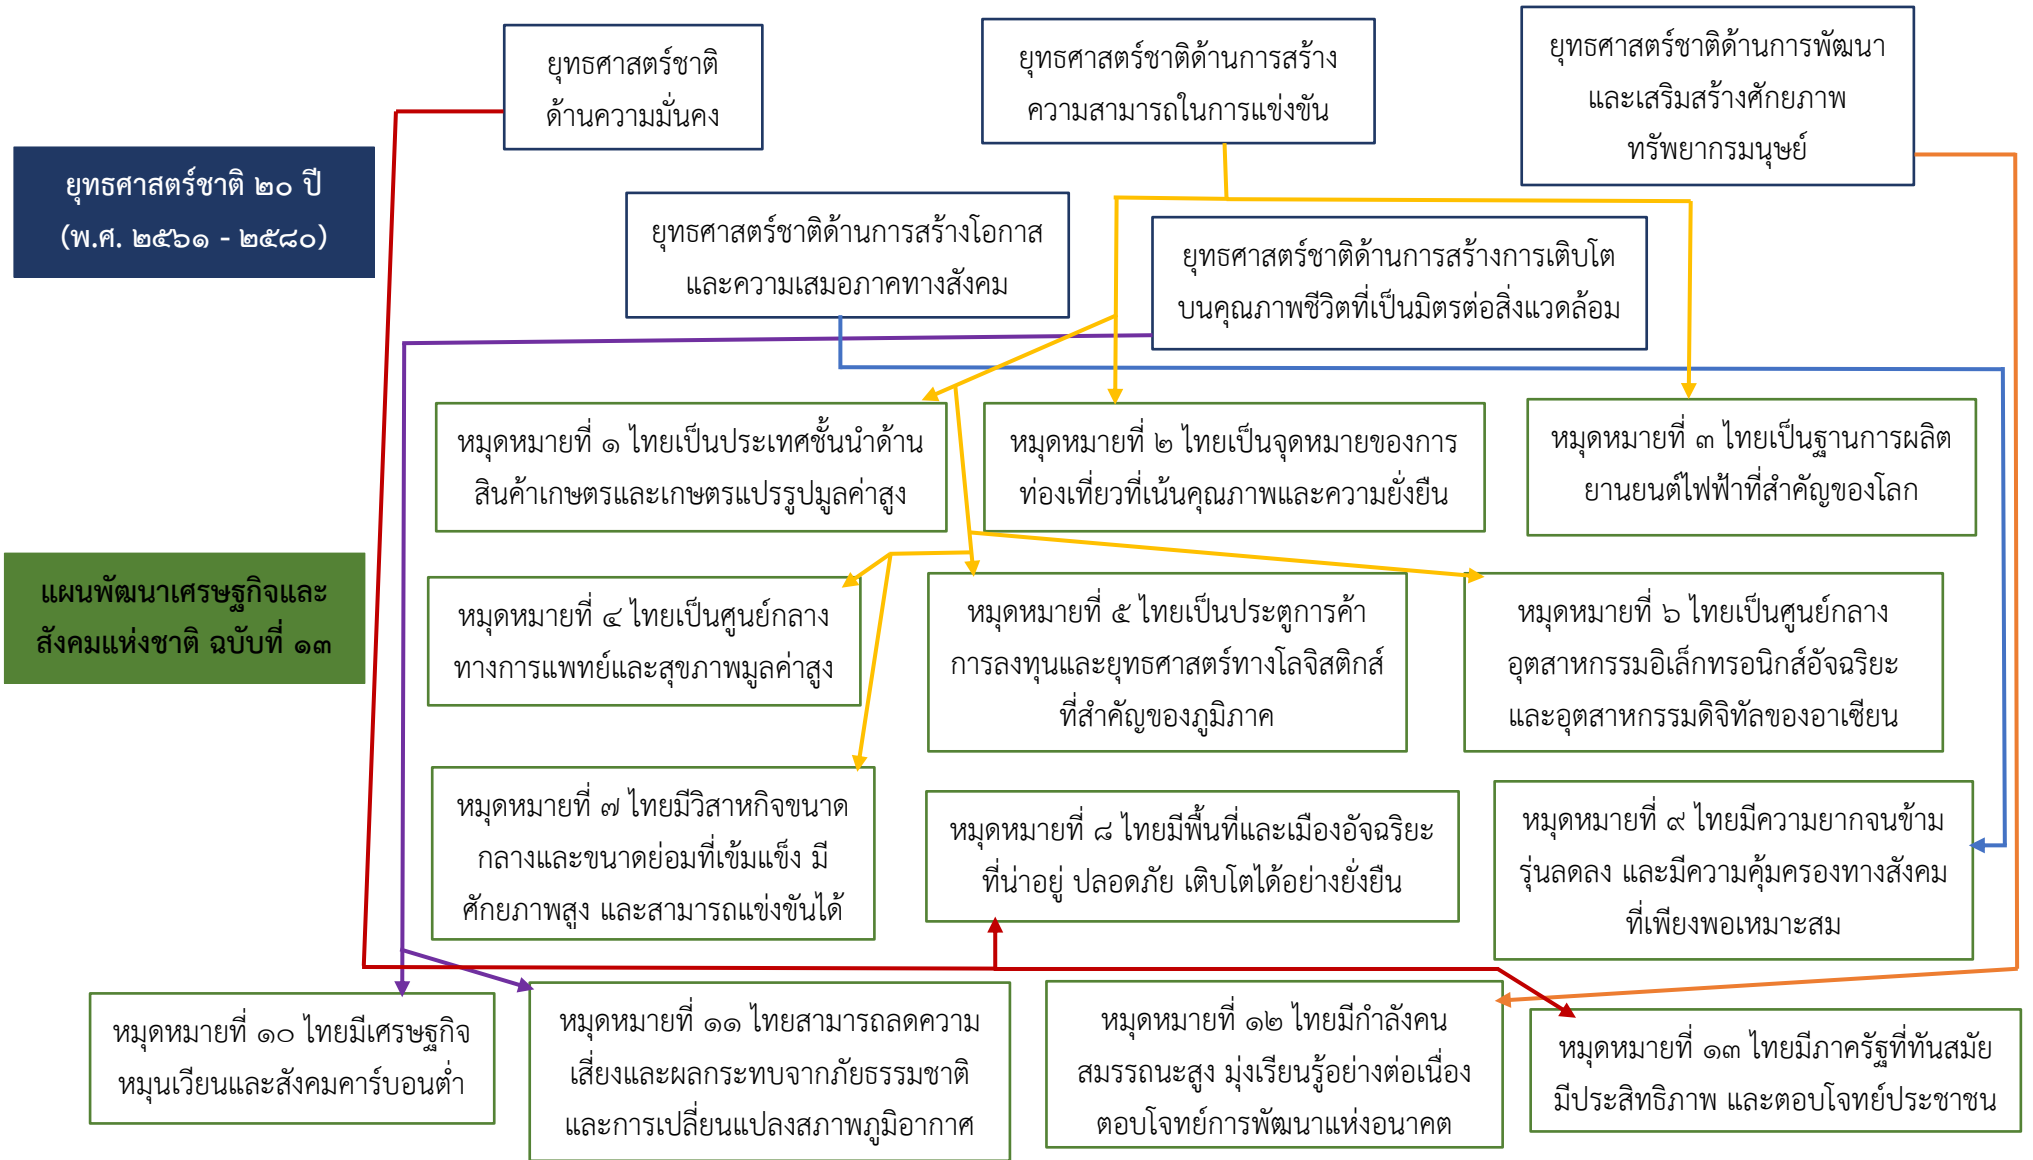 ยุทธศาสตร์ชาติ
ด้านความมั่นคง
ยุทธศาสตร์ชาติด้านการสร้าง
ความสามารถในการแข่งขัน
ยุทธศาสตร์ชาติด้านการพัฒนา
และเสริมสร้างศักยภาพ
ทรัพยากรมนุษย์
ยุทธศาสตร์ชาติ ๒๐ ปี
(พ.ศ. ๒๕๖๑ - ๒๕๘๐)
ยุทธศาสตร์ชาติด้านการสร้างโอกาส
และความเสมอภาคทางสังคม
ยุทธศาสตร์ชาติด้านการสร้างการเติบโต
บนคุณภาพชีวิตที่เป็นมิตรต่อสิ่งแวดล้อม
หมุดหมายที่ ๑ ไทยเป็นประเทศชั้นนำด้าน
สินค้าเกษตรและเกษตรแปรรูปมูลค่าสูง
หมุดหมายที่ ๒ ไทยเป็นจุดหมายของการ
ท่องเที่ยวที่เน้นคุณภาพและความยั่งยืน
หมุดหมายที่ ๓ ไทยเป็นฐานการผลิต
ยานยนต์ไฟฟ้าที่สำคัญของโลก
แผนพัฒนาเศรษฐกิจและ
สังคมแห่งชาติ ฉบับที่ ๑๓
หมุดหมายที่ ๔ ไทยเป็นศูนย์กลาง
ทางการแพทย์และสุขภาพมูลค่าสูง
หมุดหมายที่ ๕ ไทยเป็นประตูการค้า
การลงทุนและยุทธศาสตร์ทางโลจิสติกส์
ที่สำคัญของภูมิภาค
หมุดหมายที่ ๖ ไทยเป็นศูนย์กลาง
อุตสาหกรรมอิเล็กทรอนิกส์อัจฉริยะ
และอุตสาหกรรมดิจิทัลของอาเซียน
หมุดหมายที่ ๗ ไทยมีวิสาหกิจขนาด
กลางและขนาดย่อมที่เข้มแข็ง มี
ศักยภาพสูง และสามารถแข่งขันได้
หมุดหมายที่ ๘ ไทยมีพื้นที่และเมืองอัจฉริยะ
ที่น่าอยู่ ปลอดภัย เติบโตได้อย่างยั่งยืน
หมุดหมายที่ ๙ ไทยมีความยากจนข้าม
รุ่นลดลง และมีความคุ้มครองทางสังคม
ที่เพียงพอเหมาะสม
หมุดหมายที่ ๑๐ ไทยมีเศรษฐกิจ
หมุนเวียนและสังคมคาร์บอนต่ำ
หมุดหมายที่ ๑๑ ไทยสามารถลดความ
เสี่ยงและผลกระทบจากภัยธรรมชาติ
และการเปลี่ยนแปลงสภาพภูมิอากาศ
หมุดหมายที่ ๑๒ ไทยมีกำลังคน
สมรรถนะสูง มุ่งเรียนรู้อย่างต่อเนื่อง
ตอบโจทย์การพัฒนาแห่งอนาคต
หมุดหมายที่ ๑๓ ไทยมีภาครัฐที่ทันสมัย
มีประสิทธิภาพ และตอบโจทย์ประชาชน